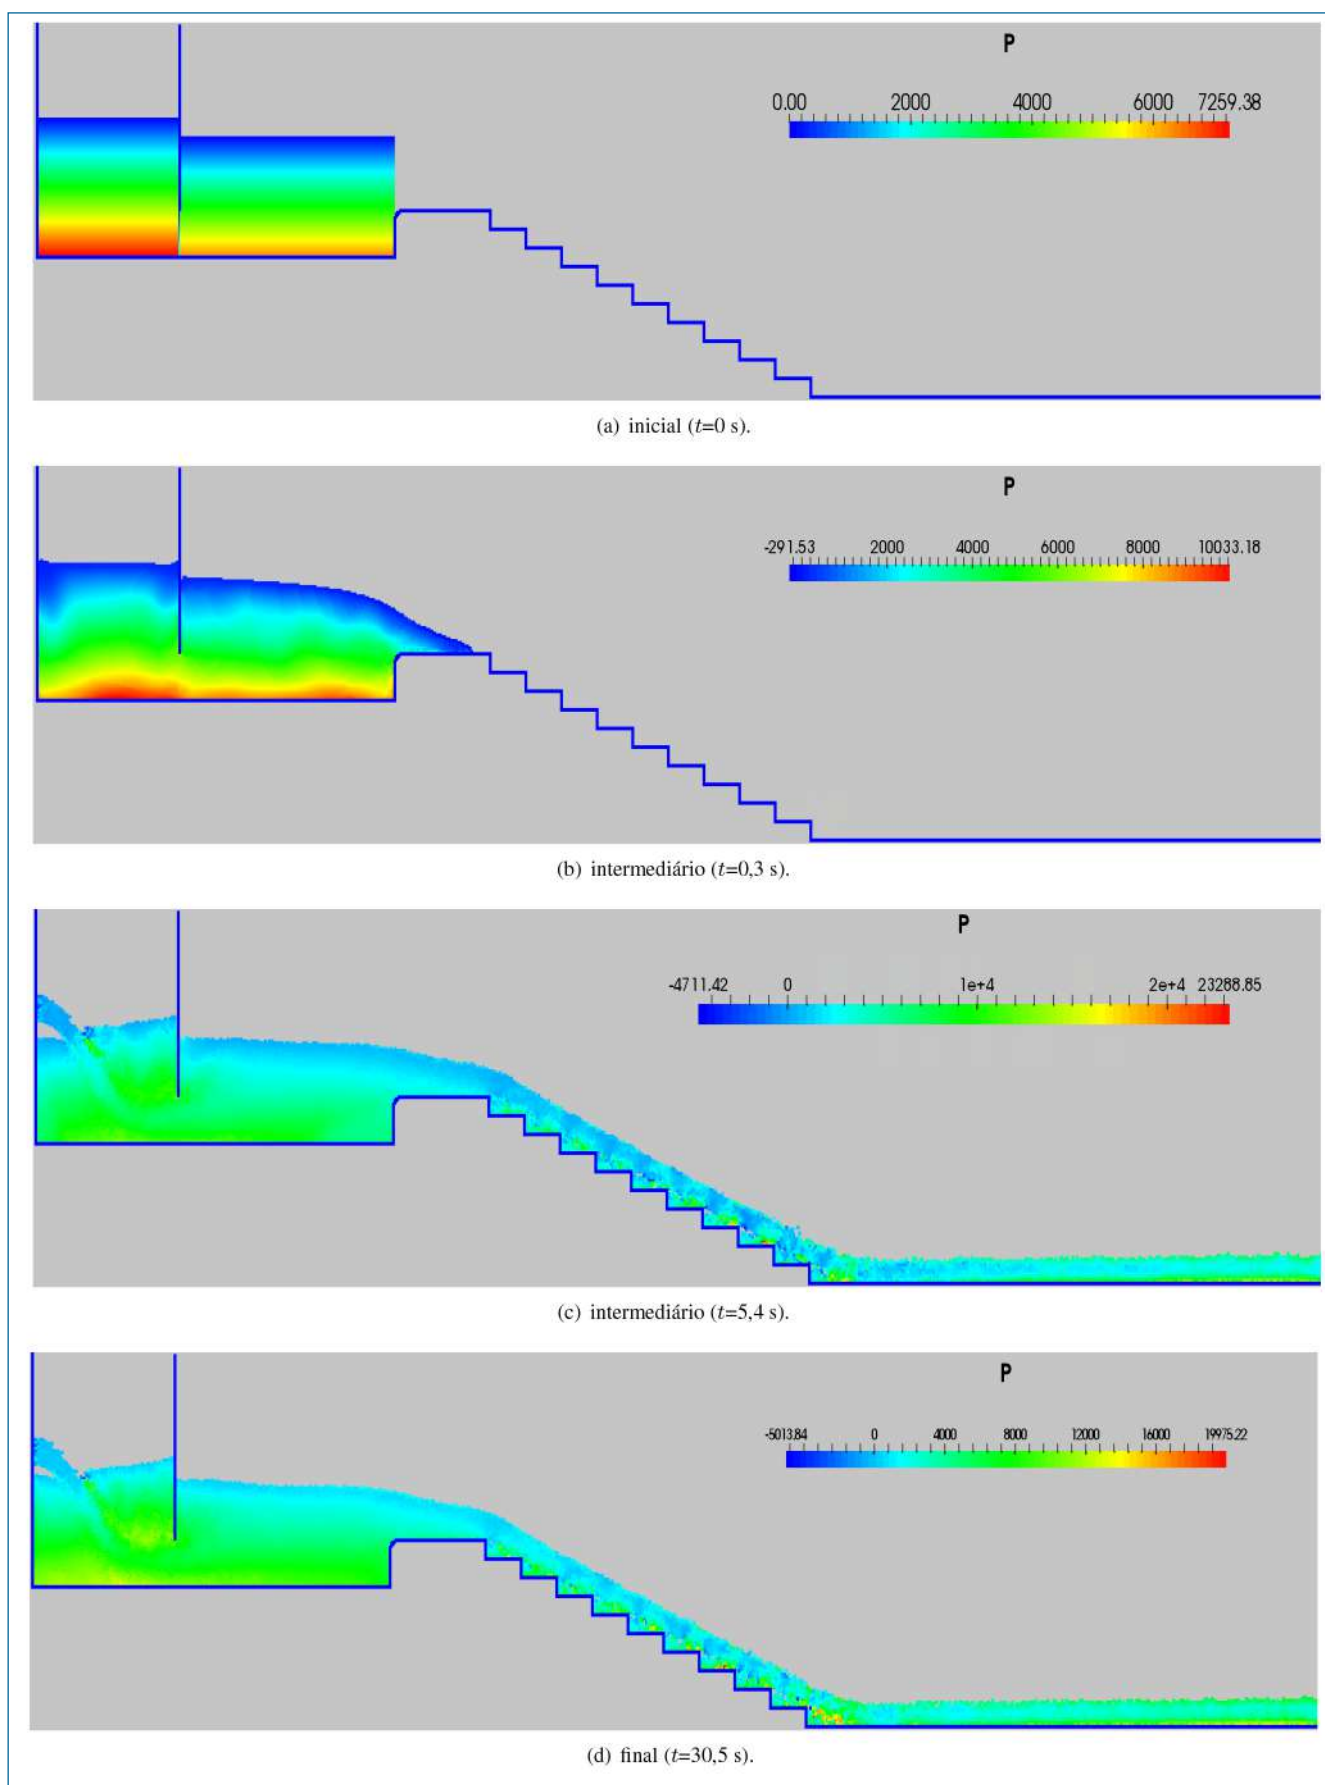 P
0.00 2000 4000 6000 7259.38
(a) inicial (t=0 s).
P
-291.53 2000 4000 6000 8000 10033.18
(b) intermediário (t=0,3 s).
P
-4711.42 0 1e+4 2e+4 23288.85
(c) intermediário (t=5,4 s).
P
-5013.84 0 4000 8000 12000 16000 19975.22
(d) final (t=30,5 s).